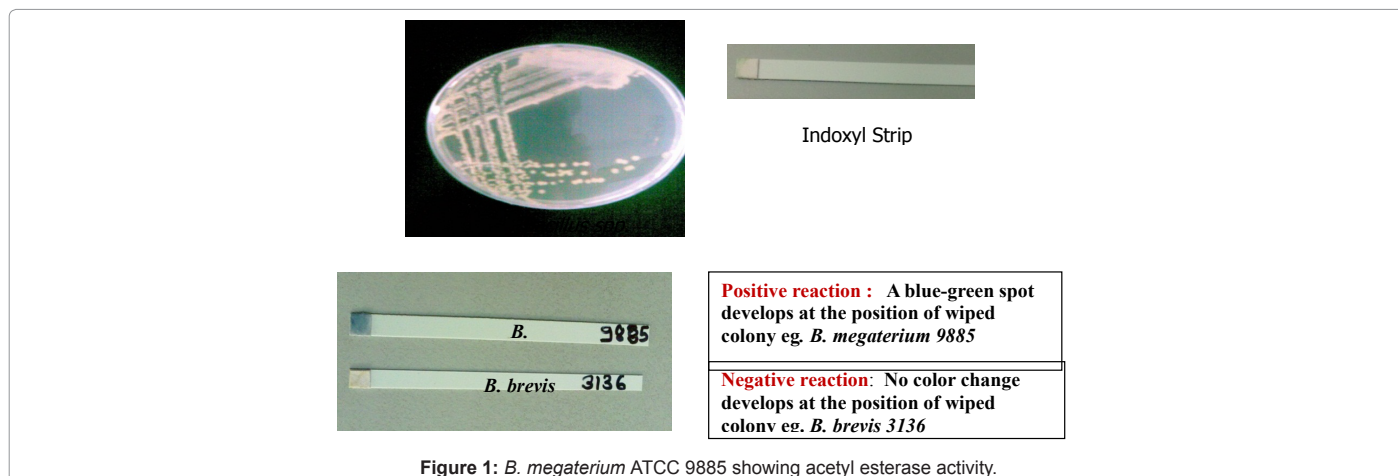 Indoxyl Strip
B. 9885
B. brevis 3136
Positive reaction : A blue-green spot
develops at the position of wiped
colony eg. B. megaterium 9885
Negative reaction: No color change
develops at the position of wiped
colony eg. B. brevis 3136
Figure 1: B. megaterium ATCC 9885 showing acetyl esterase activity.